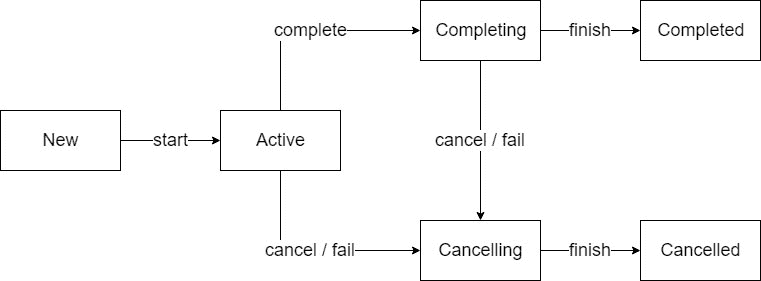 complete
Completing
finish
Completed
New
start
Active
cancel / fail
cancel / fail
Cancelling
finish
Cancelled